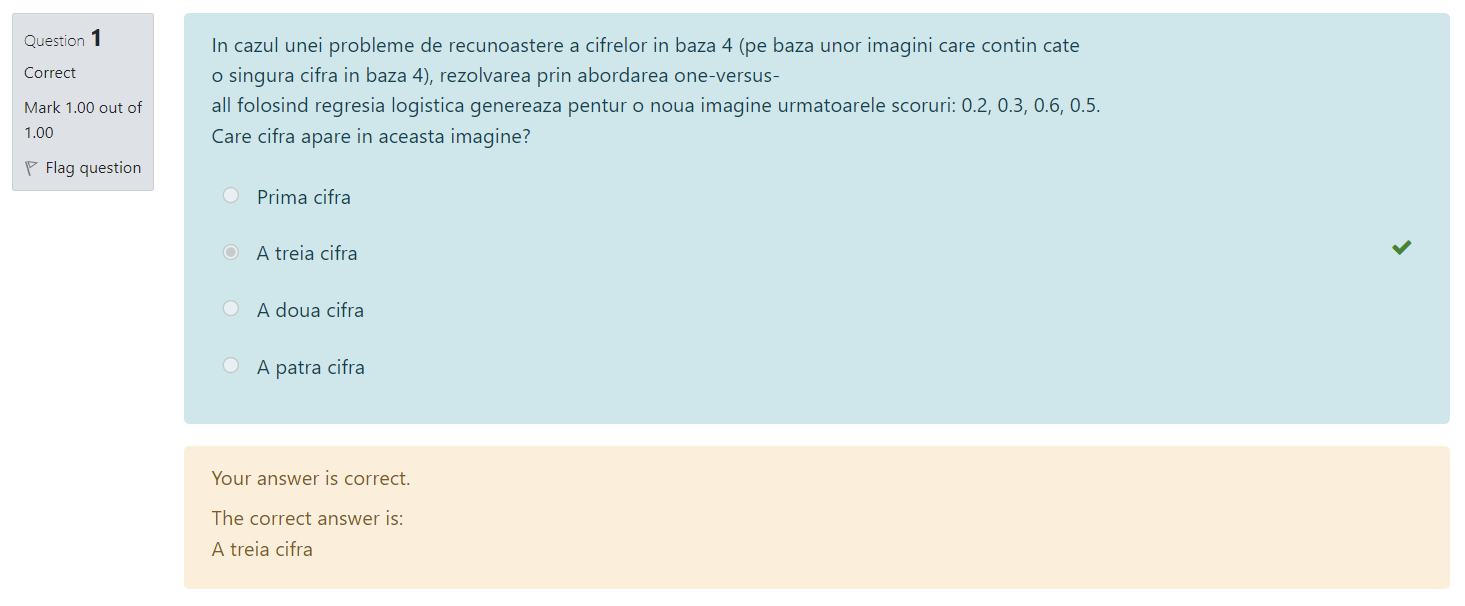 Question 1
Correct
Mark 1.00 out of
1.00
Flag question
In cazul unei probleme de recunoastere a cifrelor in baza 4 (pe baza unor imagini care contin cate
o singura cifra in baza 4), rezolvarea prin abordarea one-versus-
all folosind regresia logistica genereaza pentur o noua imagine urmatoarele scoruri: 0.2, 0.3, 0.6, 0.5.
Care cifra apare in aceasta imagine?
Prima cifra
A treia cifra
A doua cifra
A patra cifra
Your answer is correct.
The correct answer is:
A treia cifra